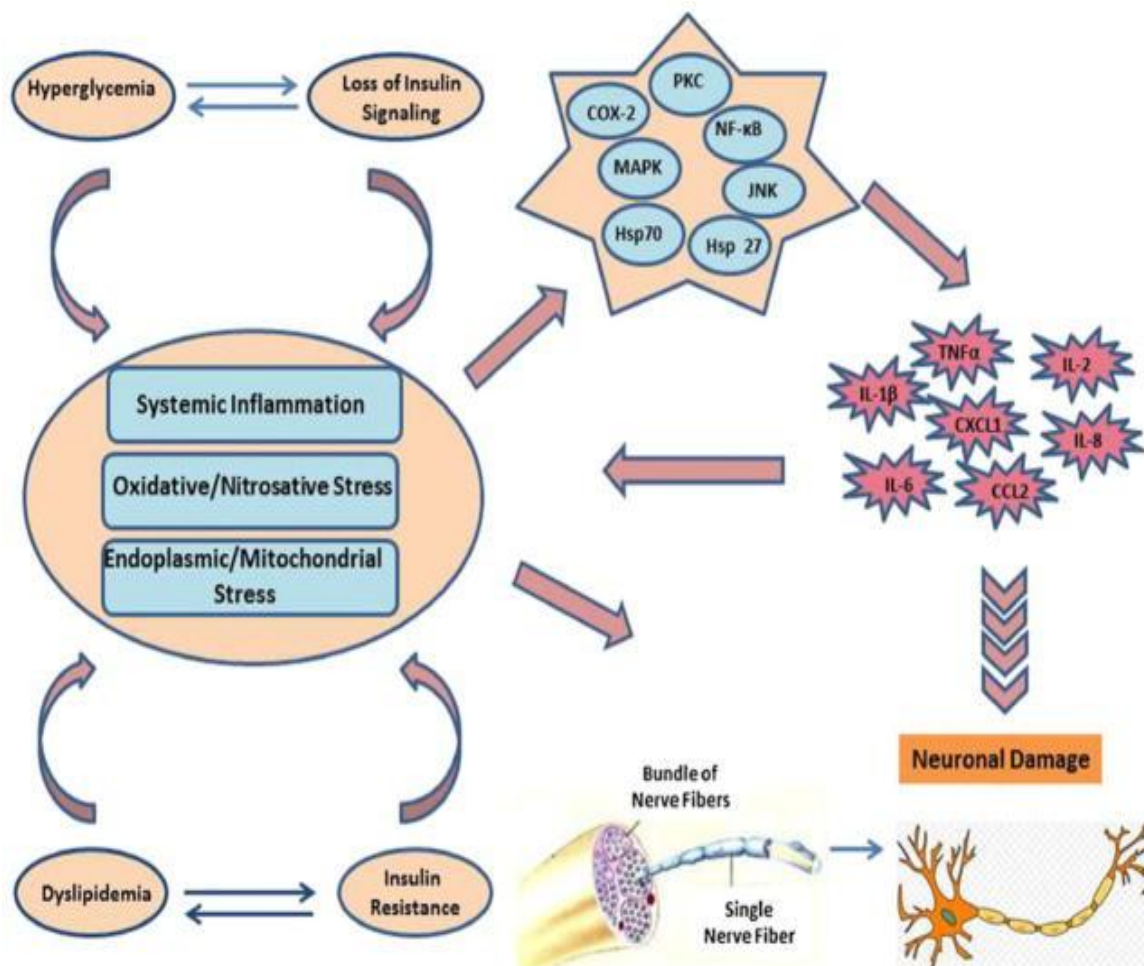 Hyperglycemia
Loss of Insulin
Signaling
PKC
COX-2
NF-κB
MAPK
JNK
Hsp70
Hsp 27
TNFα
IL-2
IL-1β
CXCL1
IL-8
IL-6
CCL2
Systemic Inflammation
Oxidative/Nitrosative Stress
Endoplasmic/Mitochondrial
Stress
Neuronal Damage
Bundle of
Nerve Fibers
Single
Nerve Fiber
Dyslipidemia
Insulin
Resistance